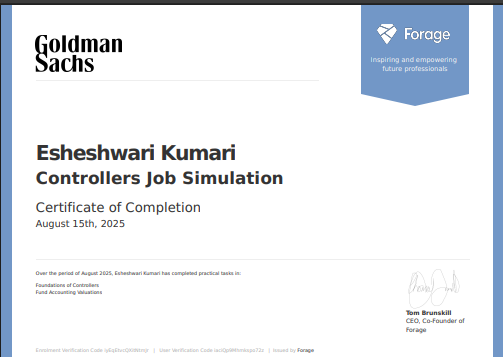 Goldman
Sachs
Forage
Inspiring and empowering
future professionals
Esheshwari Kumari
Controllers Job Simulation
Certificate of Completion
August 15th, 2025
Over the period of August 2025, Esheshwari Kumari has completed practical tasks in:
Foundations of Controllers
Fund Accounting Valuations
Tom Brunskill
CEO, Co-Founder of
Forage
Enrolment Verification Code | User Verification Code | Issued by Forage